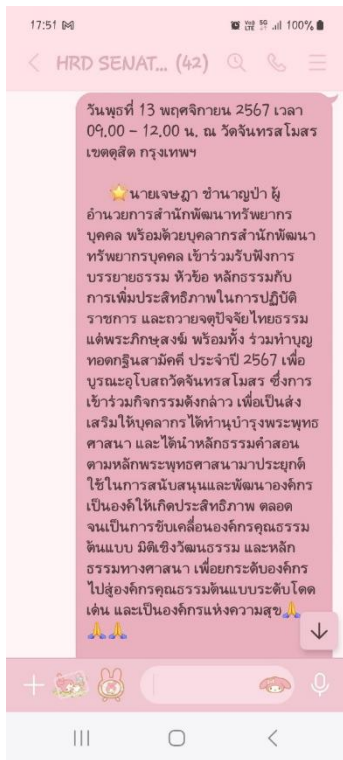 17:51
Vo)) LTE 5G 100%
HRD SENAT... (42)
วันพุธที่ 13 พฤศจิกายน 2567 เวลา
09.00 – 12.00 น. ณ วัดจันทรสโมสร
เขตดุสิต กรุงเทพฯ
⭐นายเจษฎา ชำนาญป่า ผู้
อำนวยการสำนักพัฒนาทรัพยากร
บุคคล พร้อมด้วยบุคลากรสำนักพัฒนา
ทรัพยากรบุคคล เข้าร่วมรับฟังการ
บรรยายธรรม หัวข้อ หลักธรรมกับ
การเพิ่มประสิทธิภาพในการปฏิบัติ
ราชการ และถวายจตุปัจจัยไทยธรรม
แด่พระภิกษุสงฆ์ พร้อมทั้ง ร่วมทำบุญ
ทอดกฐินสามัคคี ประจำปี 2567 เพื่อ
บูรณะอุโบสถวัดจันทรสโมสร ซึ่งการ
เข้าร่วมกิจกรรมดังกล่าว เพื่อเป็นส่ง
เสริมให้บุคลากรได้ทำนุบำรุงพระพุทธ
ศาสนา และได้นำหลักธรรมคำสอน
ตามหลักพระพุทธศาสนามาประยุกต์
ใช้ในการสนับสนุนและพัฒนาองค์กร
เป็นองค์ให้เกิดประสิทธิภาพ ตลอด
จนเป็นการขับเคลื่อนองค์กรคุณธรรม
ต้นแบบ มิติเชิงวัฒนธรรม และหลัก
ธรรมทางศาสนา เพื่อยกระดับองค์กร
ไปสู่องค์กรคุณธรรมต้นแบบระดับโดด
เด่น และเป็นองค์กรแห่งความสุข🙏
🙏🙏